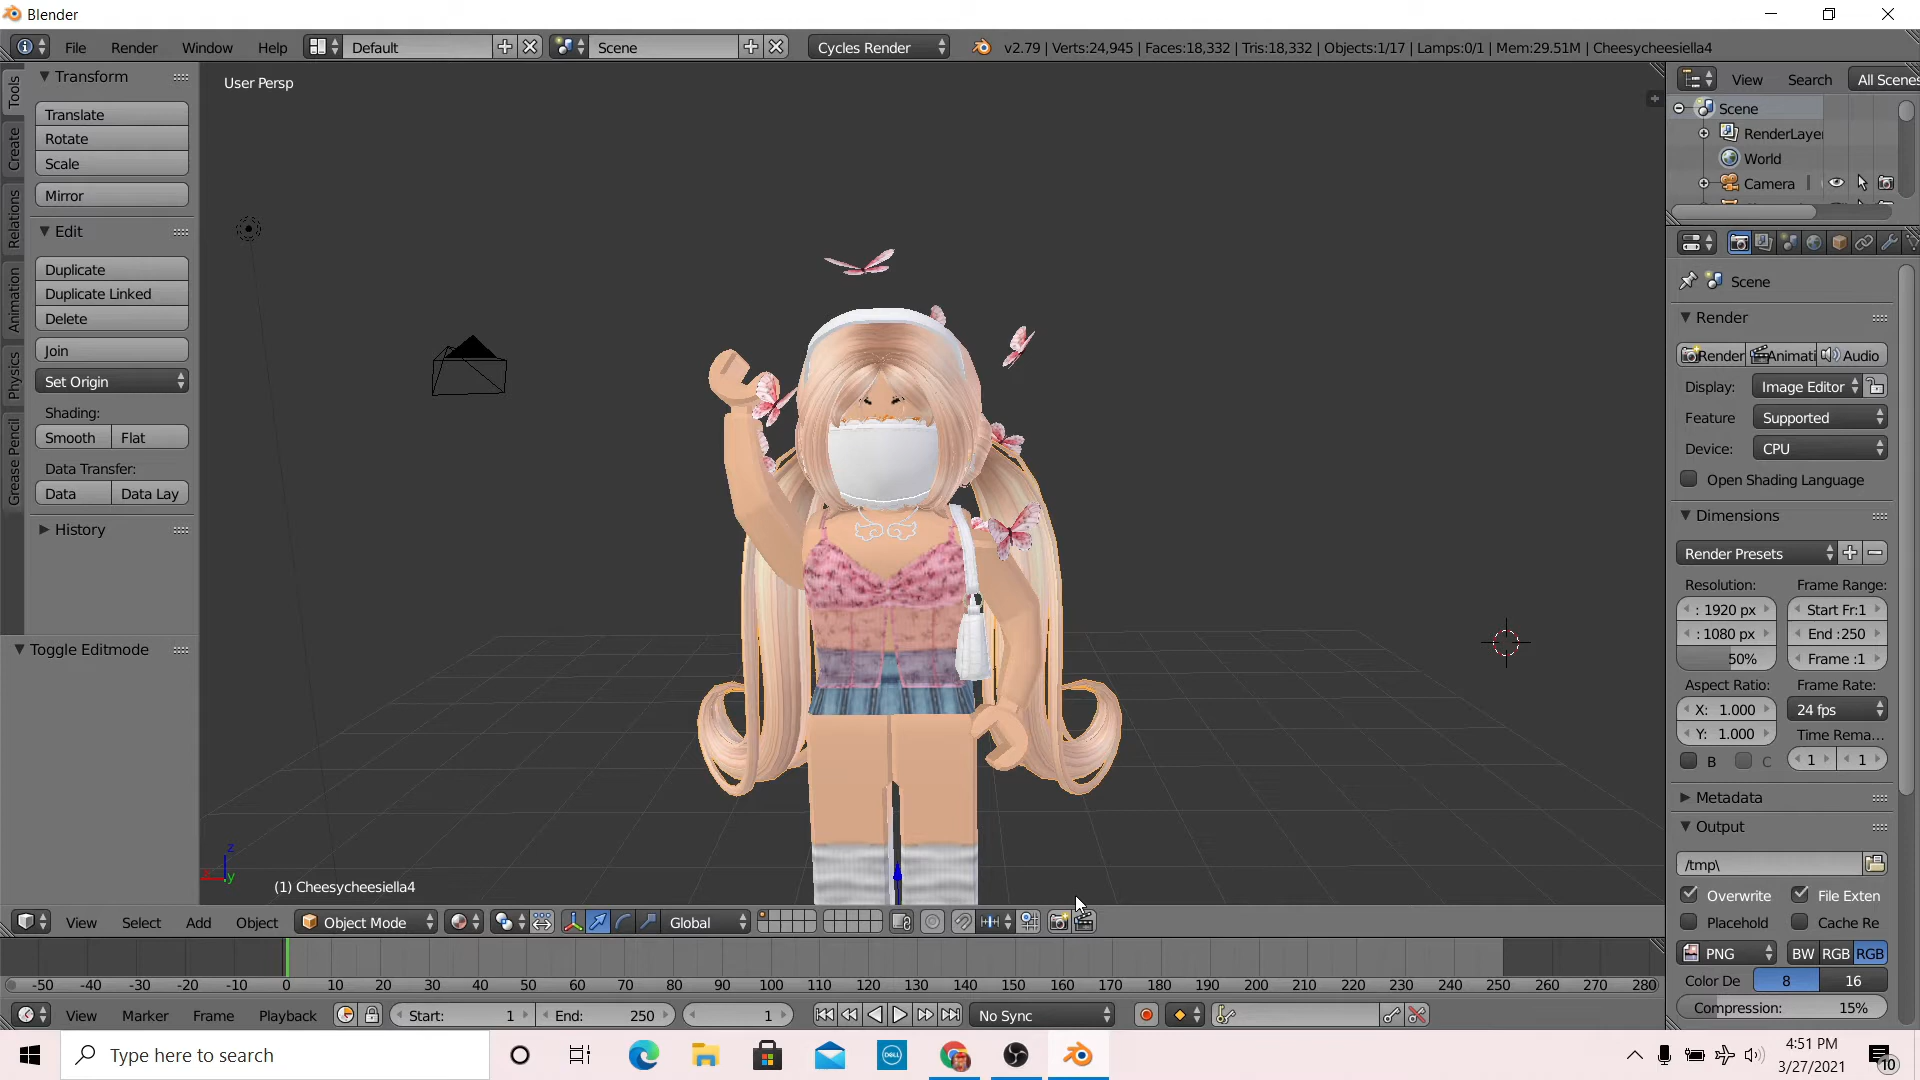 Blender
File Render Window Help Default Scene Cycles Render v2.79 | Verts:24,945 | Faces:18,332 | Tris:18,332 | Objects:1/17 | Lamps:0/1 | Mem:29.51M | Cheesycheesiella4
Tools
Create
Relations
Animation
Physics
Grease Pencil
Transform
Translate
Rotate
Scale
Mirror
Edit
Duplicate
Duplicate Linked
Delete
Join
Set Origin
Shading:
Smooth Flat
Data Transfer:
Data Data Lay
History
Toggle Editmode
User Persp
(1) Cheesycheesiella4
View Search All Scenes
Scene
RenderLayer
World
Camera
Scene
Render
Render Animati Audio
Display: Image Editor
Feature Supported
Device: CPU
Open Shading Language
Dimensions
Render Presets
Resolution: Frame Range:
: 1920 px Start Fr:1
: 1080 px End :250
50% Frame :1
Aspect Ratio: Frame Rate:
X: 1.000 24 fps
Y: 1.000 Time Rema...
B C 1 1
Metadata
Output
/tmp\
Overwrite File Exten
Placehold Cache Re
PNG BW RGB RGB
Color De 8 16
Compression: 15%
View Select Add Object Object Mode Global
-50 -40 -30 -20 -10 0 10 20 30 40 50 60 70 80 90 100 110 120 130 140 150 160 170 180 190 200 210 220 230 240 250 260 270 280
View Marker Frame Playback Start: 1 End: 250 1 No Sync
Type here to search
DELL
4:51 PM
3/27/2021
10